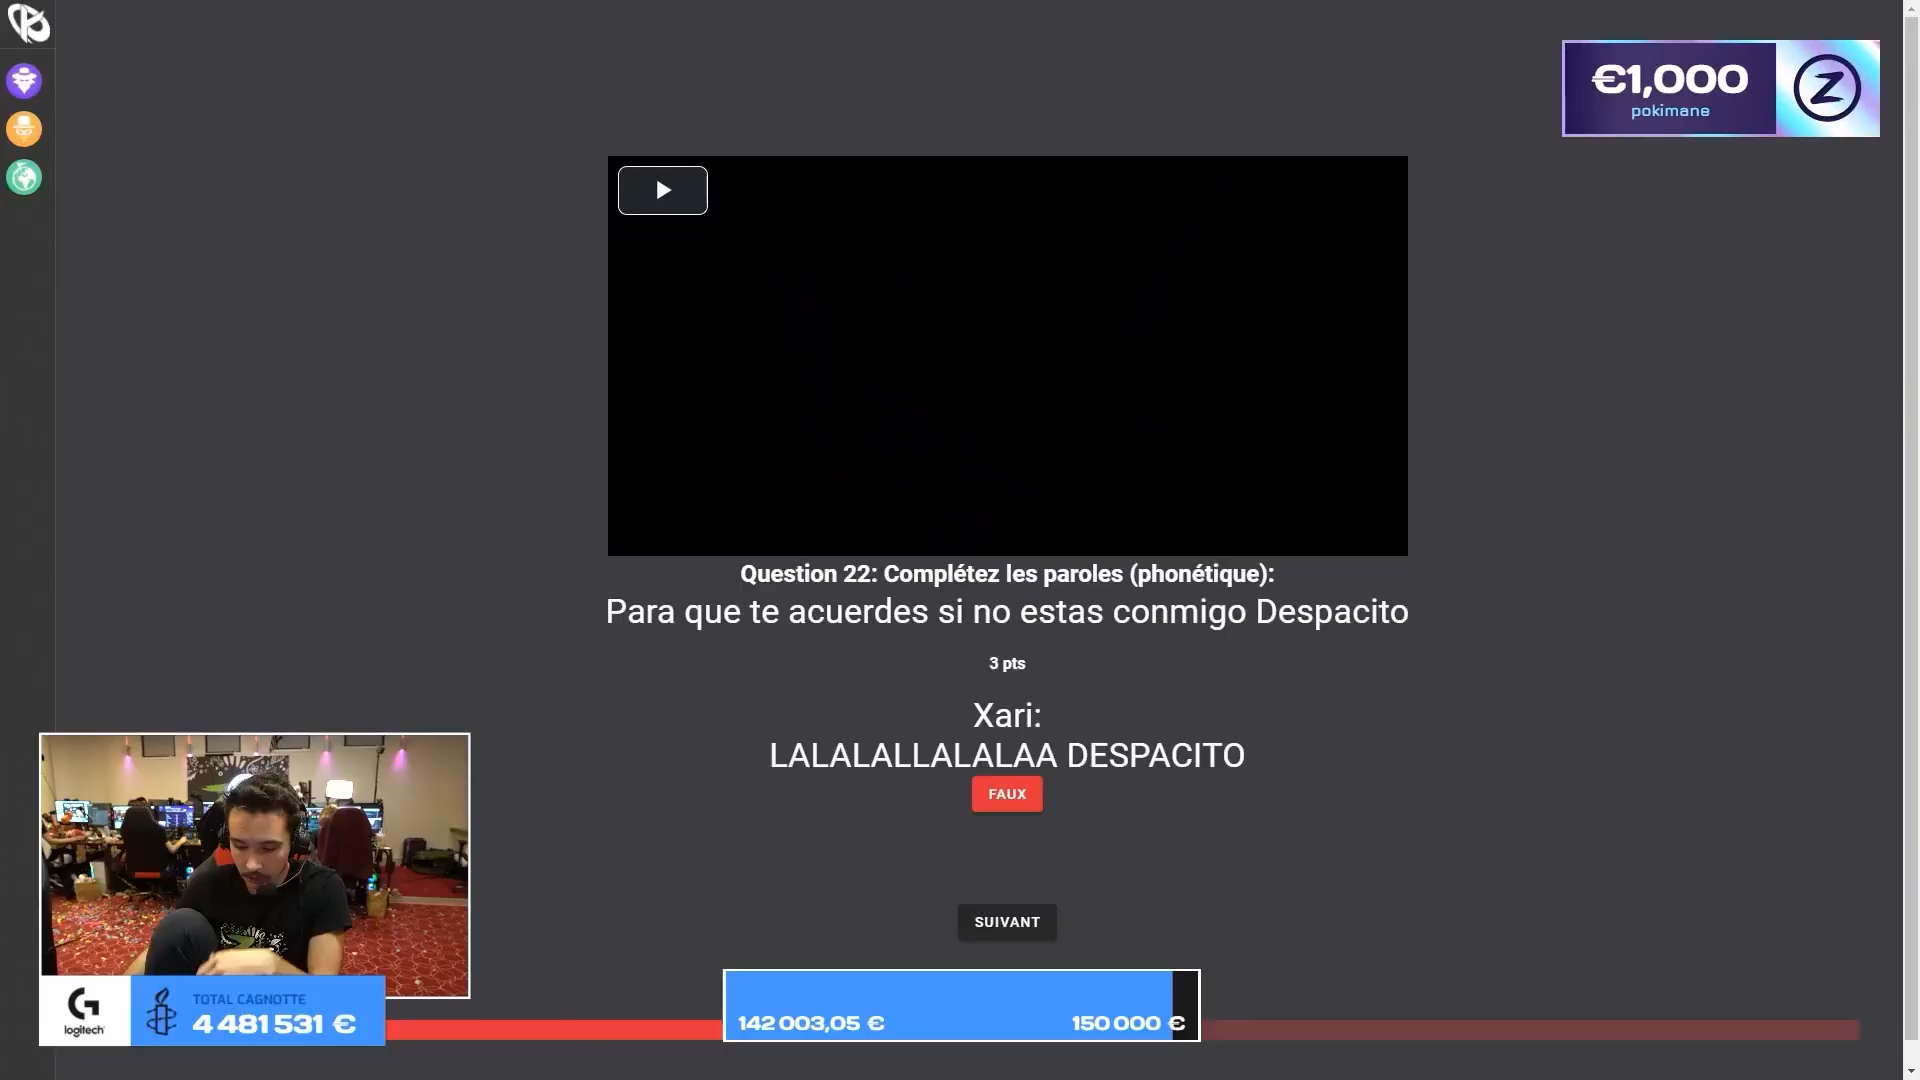 €1,000
pokimane
Question 22: Complétez les paroles (phonétique):
Para que te acuerdes si no estas conmigo Despacito
3 pts
Xari:
LALALALLALALAA DESPACITO
FAUX
SUIVANT
logitech
TOTAL CAGNOTTE
4 481 531 €
142 003,05 €
150 000 €